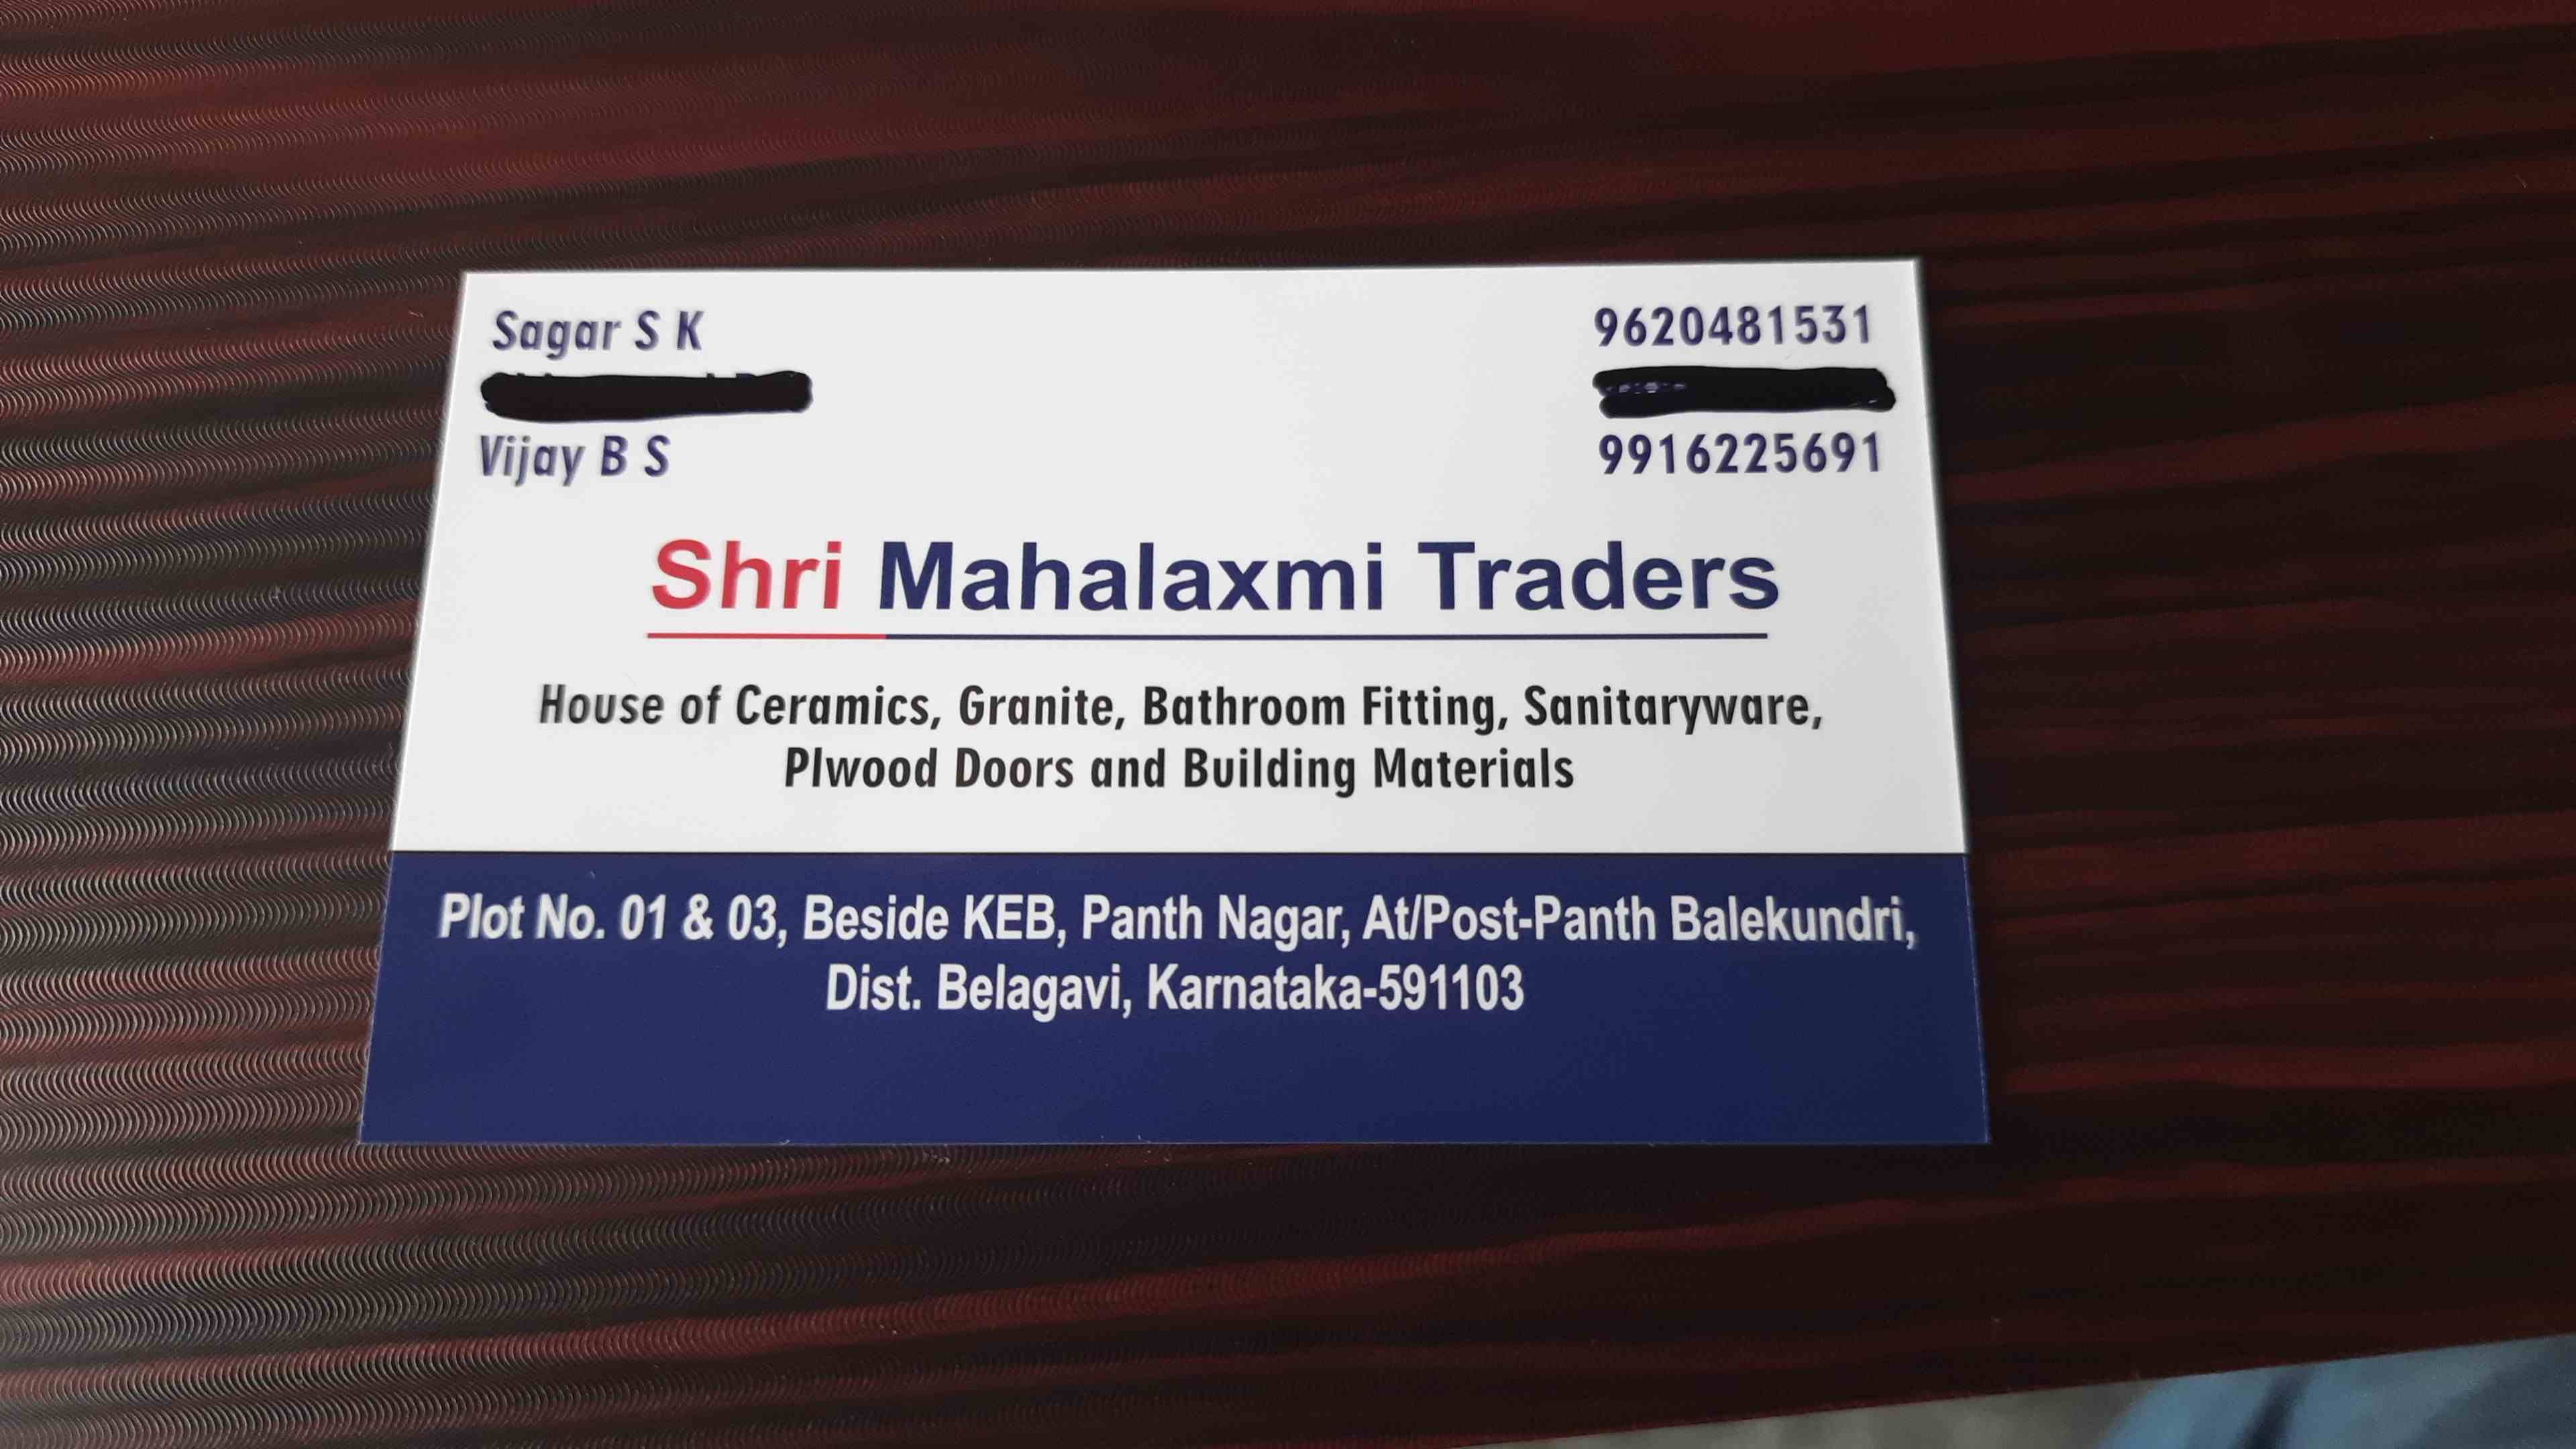 Sagar S K 9620481531
Vijay B S 9916225691
Shri Mahalaxmi Traders
House of Ceramics, Granite, Bathroom Fitting, Sanitaryware,
Plwood Doors and Building Materials
Plot No. 01 & 03, Beside KEB, Panth Nagar, At/Post-Panth Balekundri,
Dist. Belagavi, Karnataka-591103